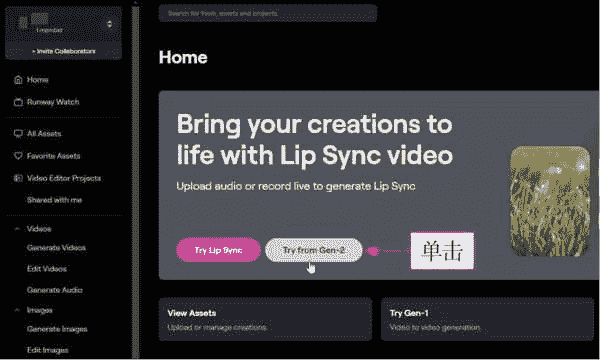 Search for tools, assets and projects
1 member
+ Invite Collaborators
Home
Runway Watch
All Assets
Favorite Assets
Video Editor Projects
Shared with me
Videos
Generate Videos
Edit Videos
Generate Audio
Images
Generate Images
Edit Images
Home
Bring your creations to
life with Lip Sync video
Upload audio or record live to generate Lip Sync
Try Lip Sync
Try from Gen-2
单击
View Assets
Upload or manage creations
Try Gen-1
Video to video generation